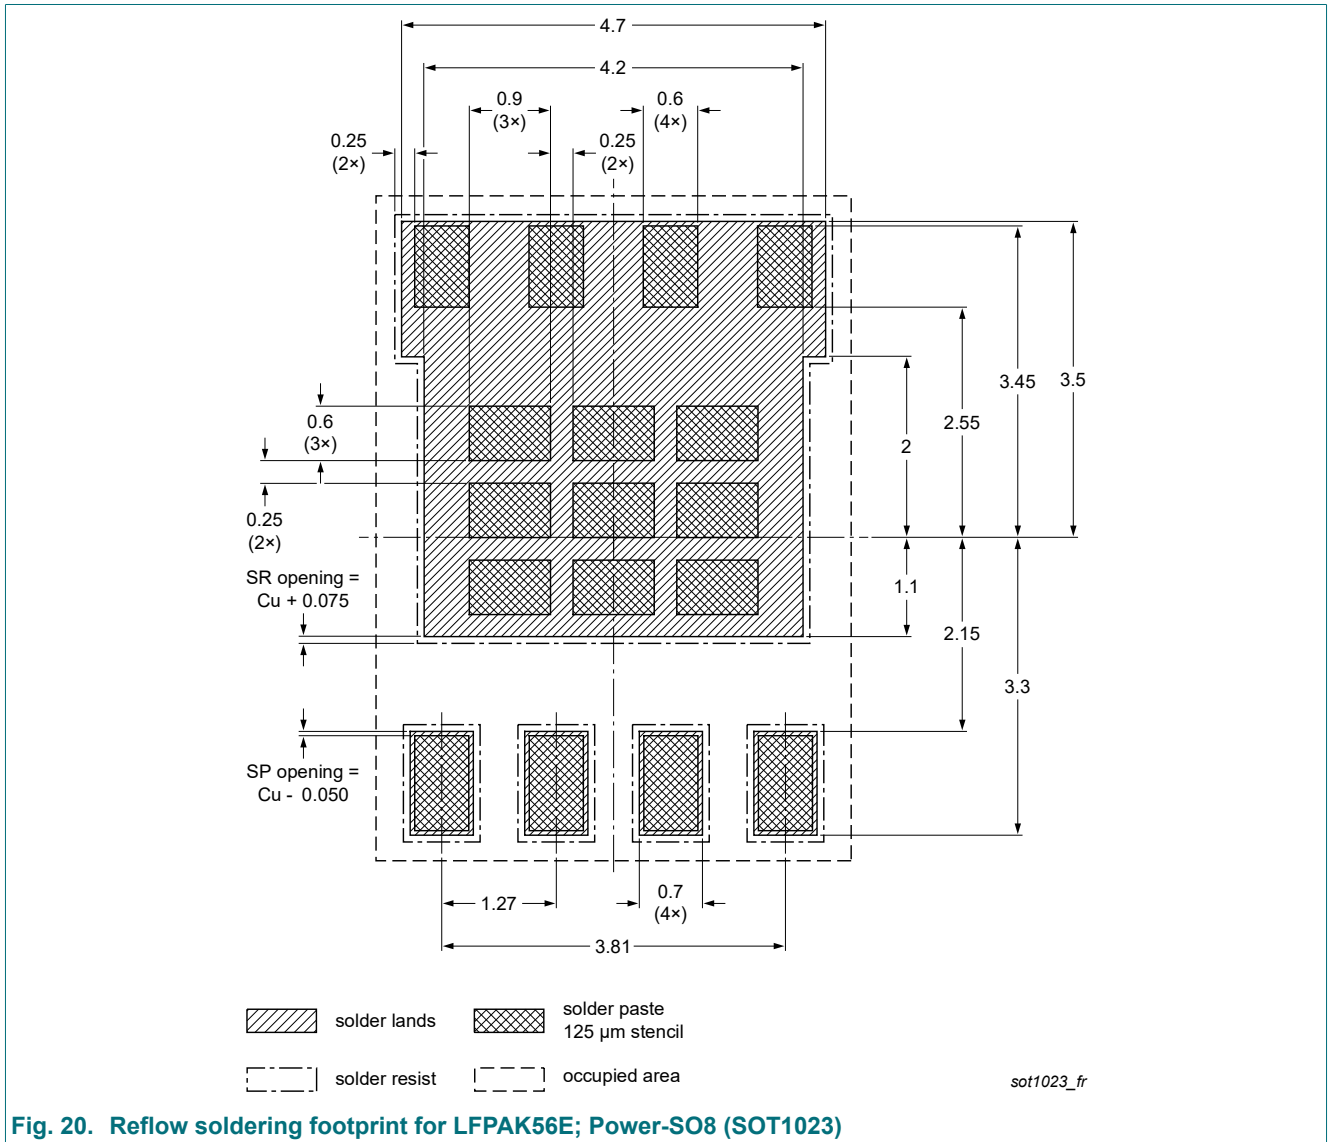 4.7
4.2
0.9
(3×)
0.6
(4×)
0.25
(2×)
0.25
(2×)
3.45
3.5
2.55
0.6
(3×)
2
0.25
(2×)
SR opening =
Cu + 0.075
1.1
2.15
3.3
SP opening =
Cu - 0.050
1.27
0.7
(4×)
3.81
solder lands
solder paste
125 µm stencil
solder resist
occupied area
sot1023_fr
Fig. 20. Reflow soldering footprint for LFPAK56E; Power-SO8 (SOT1023)